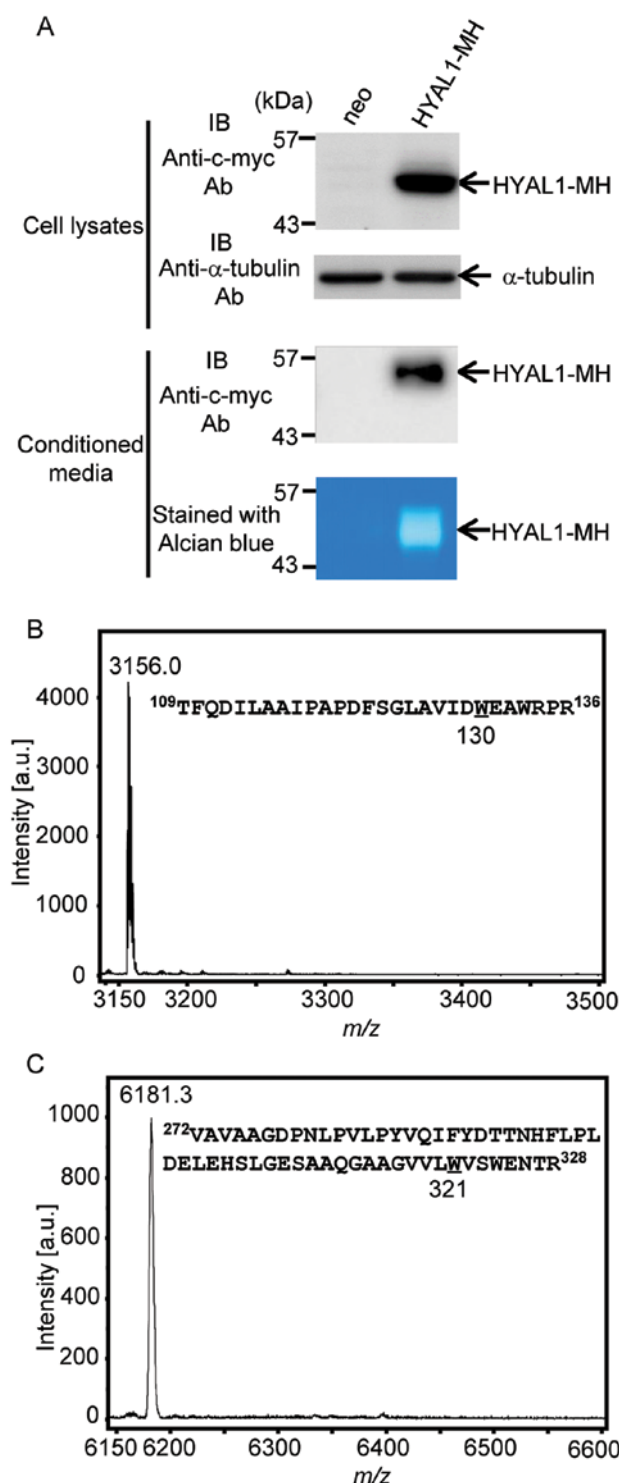 A
(kDa)
neo
HYAL1-MH
Cell lysates
IB
Anti-c-myc
Ab
57
43
HYAL1-MH
IB
Anti-α-tubulin
Ab
α-tubulin
Conditioned
media
IB
Anti-c-myc
Ab
57
43
HYAL1-MH
Stained with
Alcian blue
57
43
HYAL1-MH
B
3156.0
109TFQDILAAIPAPDFSGLAVIDWEAWRPR136
130
Intensity [a.u.]
4000
3000
2000
1000
0
3150 3200 3300 3400 3500
m/z
C
6181.3
272VAVAAGDPNLPVLPYVQIFYDTTNHFLPL
DELEHSLGESAAQGAAGVVLWVSWENTR328
321
Intensity [a.u.]
1000
800
600
400
200
0
6150 6200 6300 6400 6500 6600
m/z